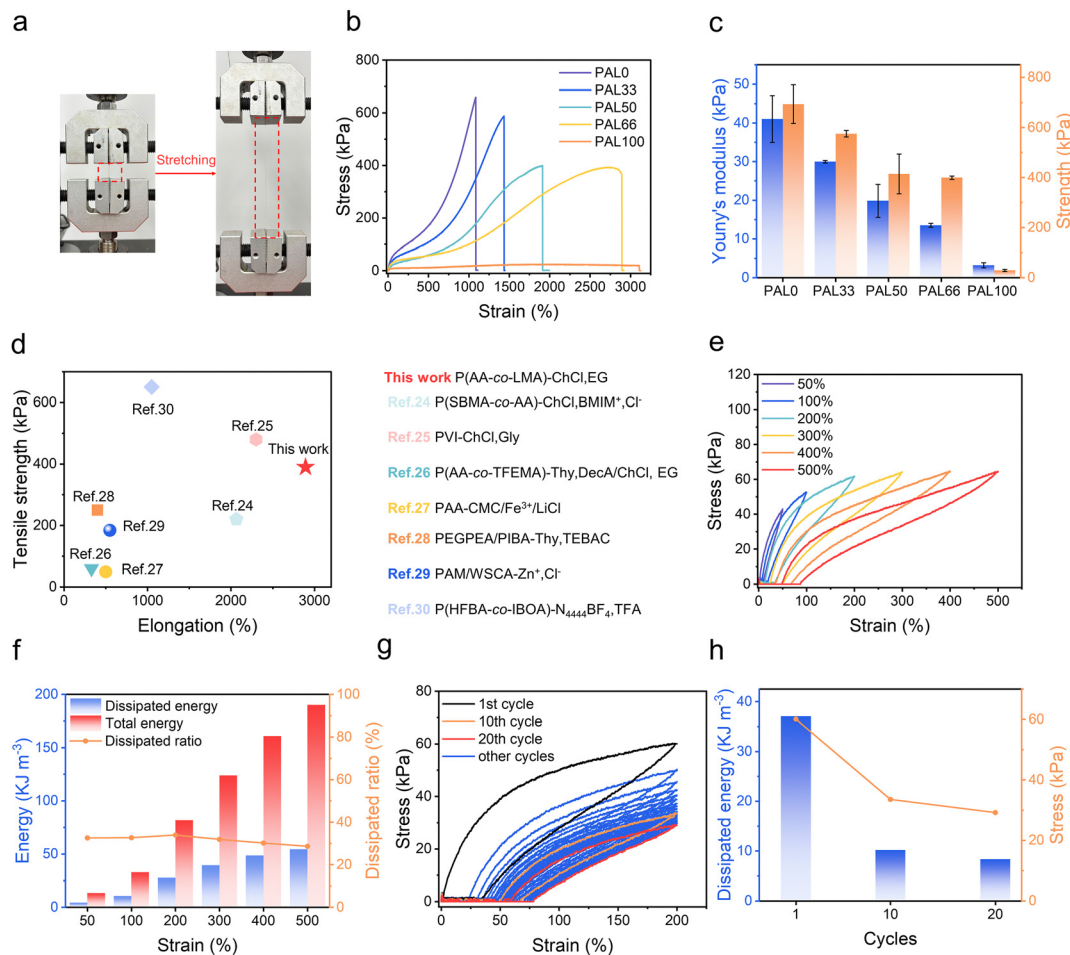 a
Stretching
b
Stress (kPa)
800
600
400
200
0
PAL0
PAL33
PAL50
PAL66
PAL100
0 500 1000 1500 2000 2500 3000
Strain (%)
c
Youny's modulus (kPa)
50
40
30
20
10
0
800
600
400
200
0
Strength (kPa)
PAL0 PAL33 PAL50 PAL66 PAL100
d
Tensile strength (kPa)
600
400
200
0
Ref.30
Ref.25
This work
Ref.28
Ref.24
Ref.29
Ref.26
Ref.27
0 1000 2000 3000
Elongation (%)
This work P(AA-co-LMA)-ChCl,EG
Ref.24 P(SBMA-co-AA)-ChCl,BMIM⁺,Cl⁻
Ref.25 PVI-ChCl,Gly
Ref.26 P(AA-co-TFEMA)-Thy,DecA/ChCl, EG
Ref.27 PAA-CMC/Fe³⁺/LiCl
Ref.28 PEGPEA/PIBA-Thy,TEBAC
Ref.29 PAM/WSCA-Zn⁺,Cl⁻
Ref.30 P(HFBA-co-IBOA)-N₄₄₄₄BF₄,TFA
e
Stress (kPa)
120
100
80
60
40
20
0
50%
100%
200%
300%
400%
500%
0 100 200 300 400 500
Strain (%)
f
Energy (KJ m⁻³)
200
150
100
50
0
Dissipated energy
Total energy
Dissipated ratio
100
80
60
40
20
0
Dissipated ratio (%)
50 100 200 300 400 500
Strain (%)
g
Stress (kPa)
80
60
40
20
0
1st cycle
10th cycle
20th cycle
other cycles
0 50 100 150 200
Strain (%)
h
Dissipated energy (KJ m⁻³)
40
30
20
10
0
60
40
20
0
Stress (kPa)
1 10 20
Cycles